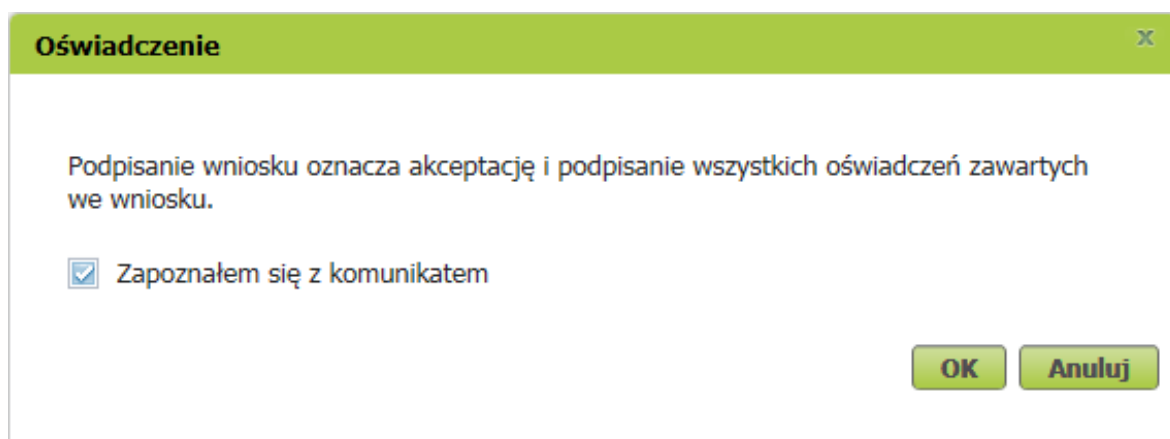 Oświadczenie
x
Podpisanie wniosku oznacza akceptację i podpisanie wszystkich oświadczeń zawartych
we wniosku.
Zapoznałem się z komunikatem
OK Anuluj